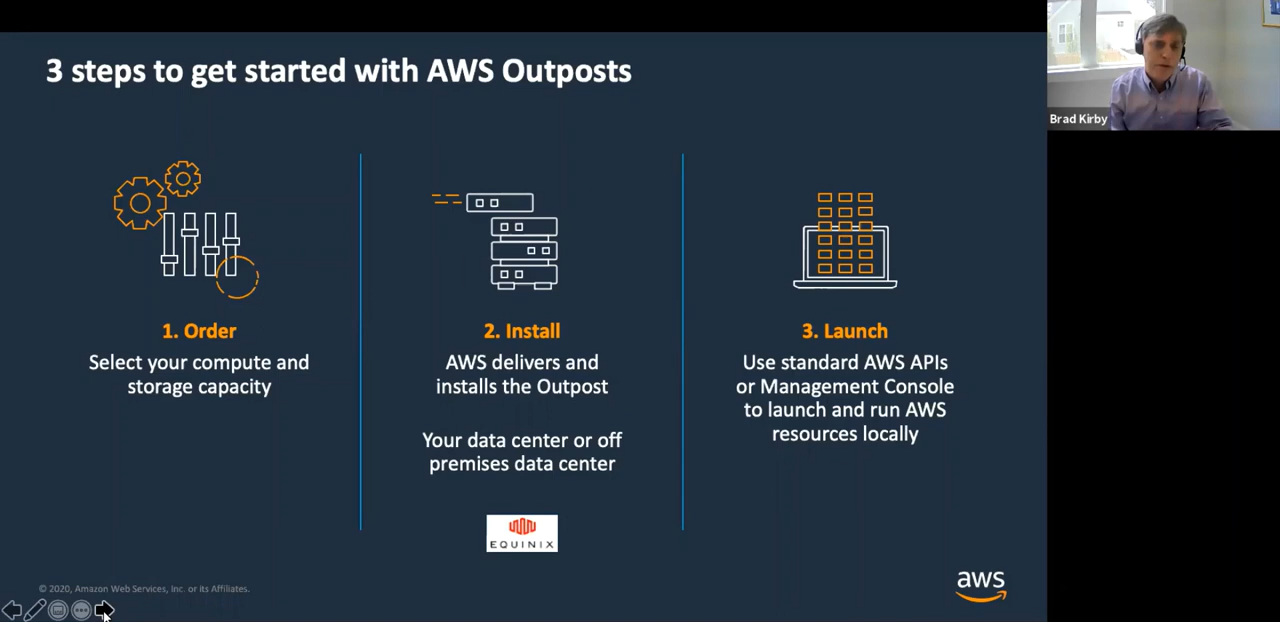 3 steps to get started with AWS Outposts
Brad Kirby
1. Order
Select your compute and
storage capacity
2. Install
AWS delivers and
installs the Outpost
Your data center or off
premises data center
EQUINIX
3. Launch
Use standard AWS APIs
or Management Console
to launch and run AWS
resources locally
© 2020, Amazon Web Services, Inc. or its Affiliates.
aws